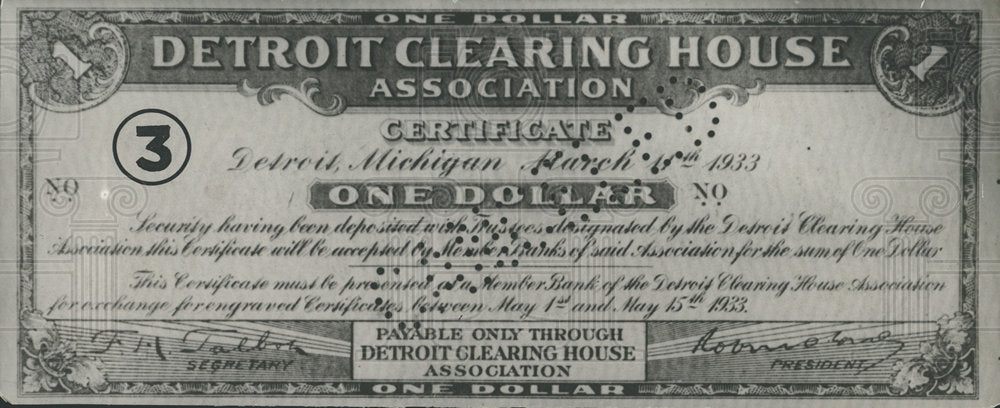 ONE DOLLAR
1 DETROIT CLEARING HOUSE 1
ASSOCIATION
CERTIFICATE
3
Detroit, Michigan March th 1933
NO ONE DOLLAR NO
Security having been deposited with Trustees designated by the Detroit Clearing House
Association this Certificate will be accepted by Member Banks of said Association for the sum of One Dollar
This Certificate must be presented at a Member Bank of the Detroit Clearing House Association
for exchange for engraved Certificates between May 1st and May 15th 1933.
Talbot
SECRETARY
PAYABLE ONLY THROUGH
DETROIT CLEARING HOUSE
ASSOCIATION
PRESIDENT
ONE DOLLAR